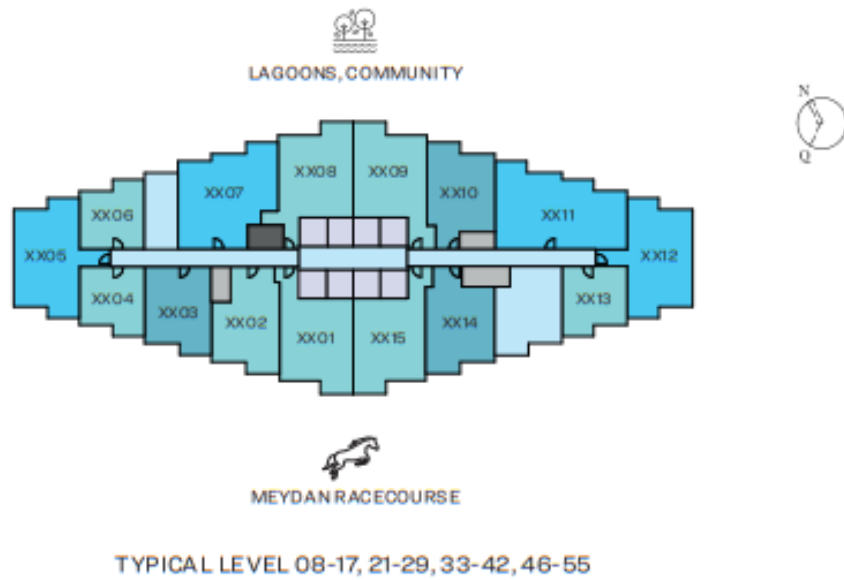 LAGOONS, COMMUNITY
N
Q
XX08 XX09
XX07 XX10
XX06 XX11
XX05 XX12
XX04 XX13
XX03 XX02 XX14
XX01 XX15
MEYDAN RACECOURSE
TYPICAL LEVEL 08-17, 21-29, 33-42, 46-55